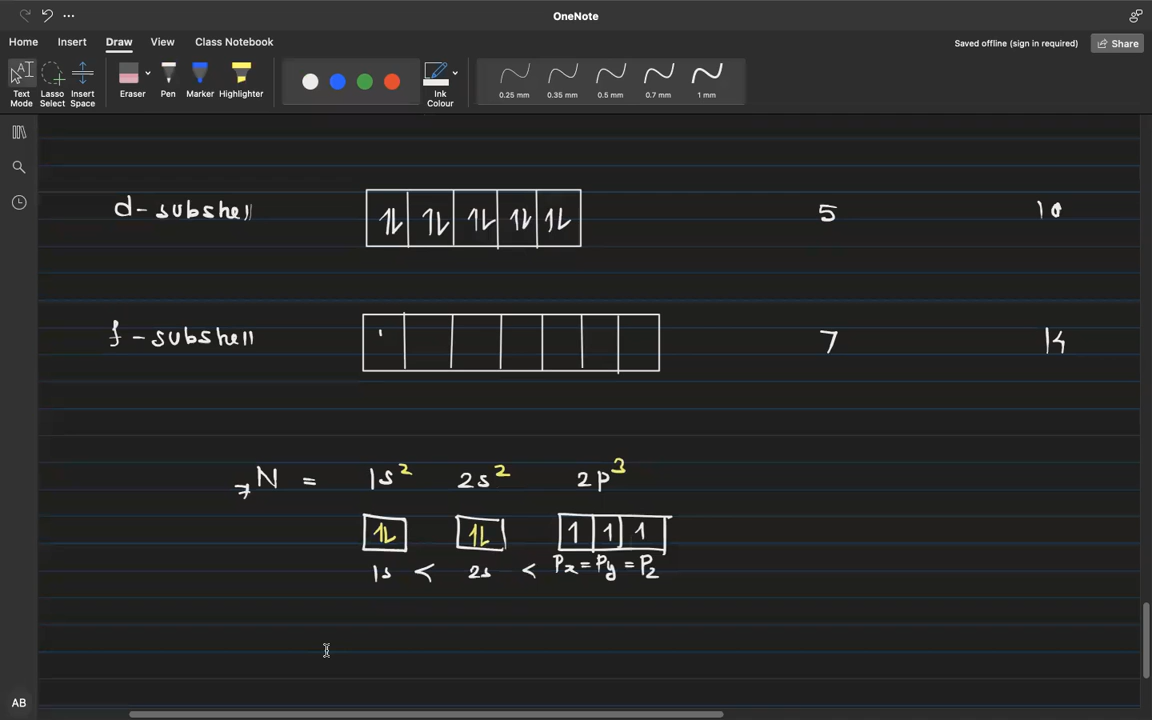 OneNote
Home Insert Draw View Class Notebook
Saved offline (sign in required) Share
Text Mode
Lasso Select
Insert Space
Eraser
Pen
Marker
Highlighter
Ink Colour
0.25 mm 0.35 mm 0.5 mm 0.7 mm 1 mm
d - subshell 1L 1L 1L 1L 1L 5 10
f - subshell 7 14
₇N = 1s² 2s² 2p³
1L 1L 1 1 1
1s < 2s < Px = Py = Pz
AB